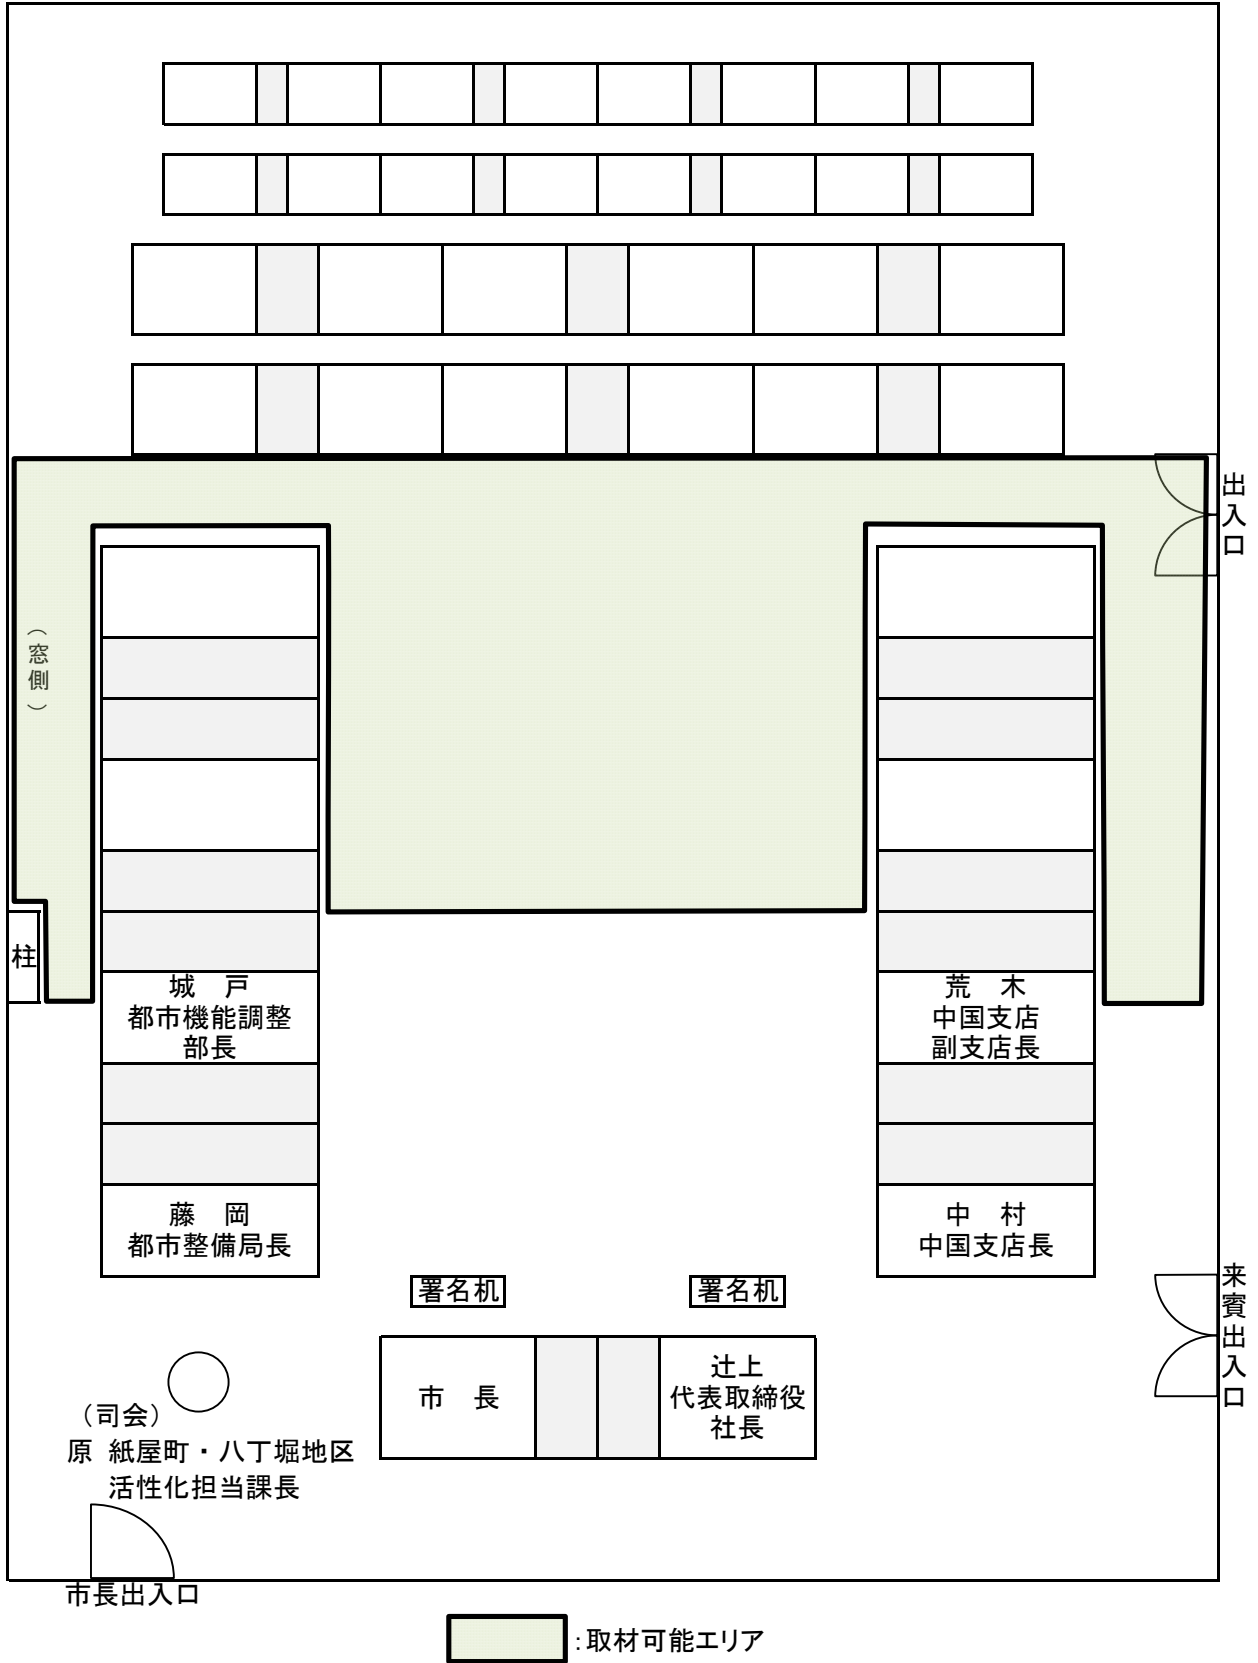 出入口
（窓側）
柱
城　戸
都市機能調整
部長
荒　木
中国支店
副支店長
藤　岡
都市整備局長
中　村
中国支店長
署名机
署名机
来賓出入口
市　長
辻上
代表取締役
社長
（司会）
原 紙屋町・八丁堀地区
活性化担当課長
市長出入口
：取材可能エリア